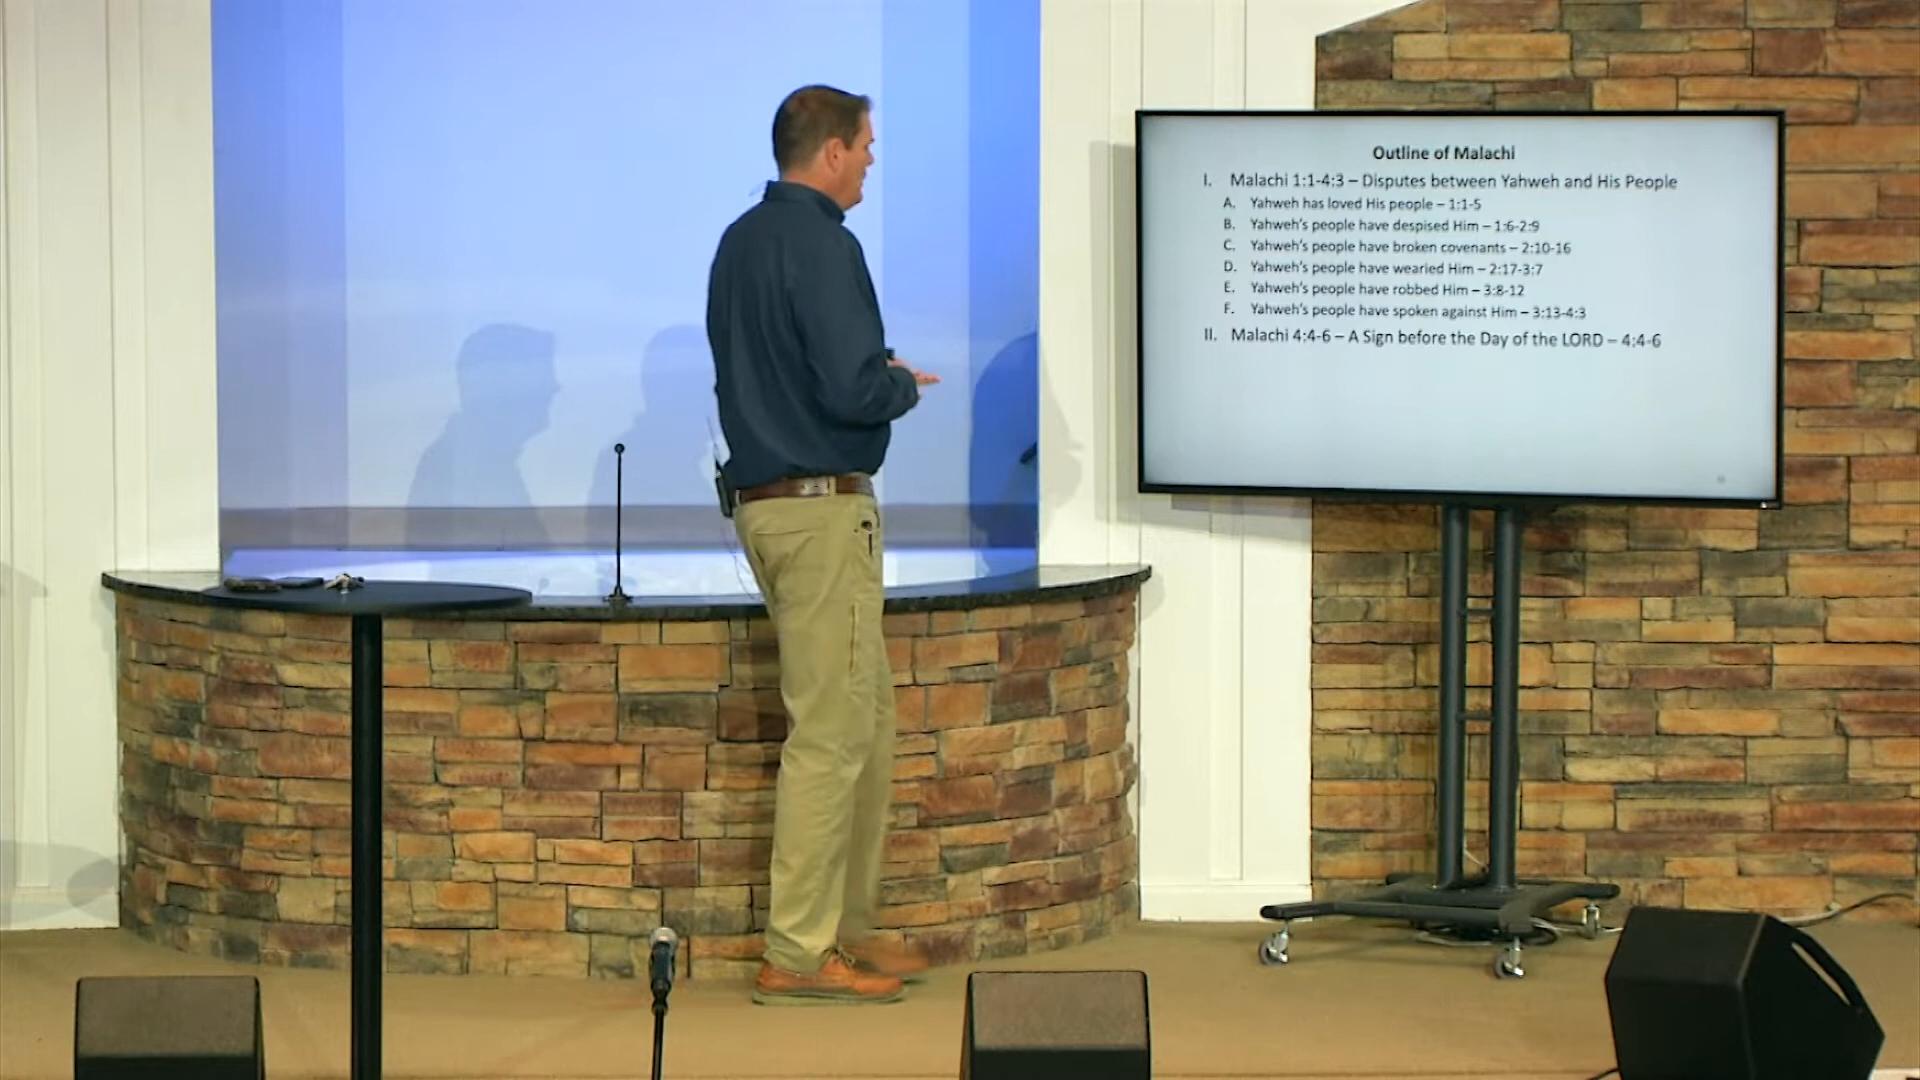 Outline of Malachi
I. Malachi 1:1-4:3 – Disputes between Yahweh and His People
A. Yahweh has loved His people – 1:1-5
B. Yahweh's people have despised Him – 1:6-2:9
C. Yahweh's people have broken covenants – 2:10-16
D. Yahweh's people have wearied Him – 2:17-3:7
E. Yahweh's people have robbed Him – 3:8-12
F. Yahweh's people have spoken against Him – 3:13-4:3
II. Malachi 4:4-6 – A Sign before the Day of the LORD – 4:4-6